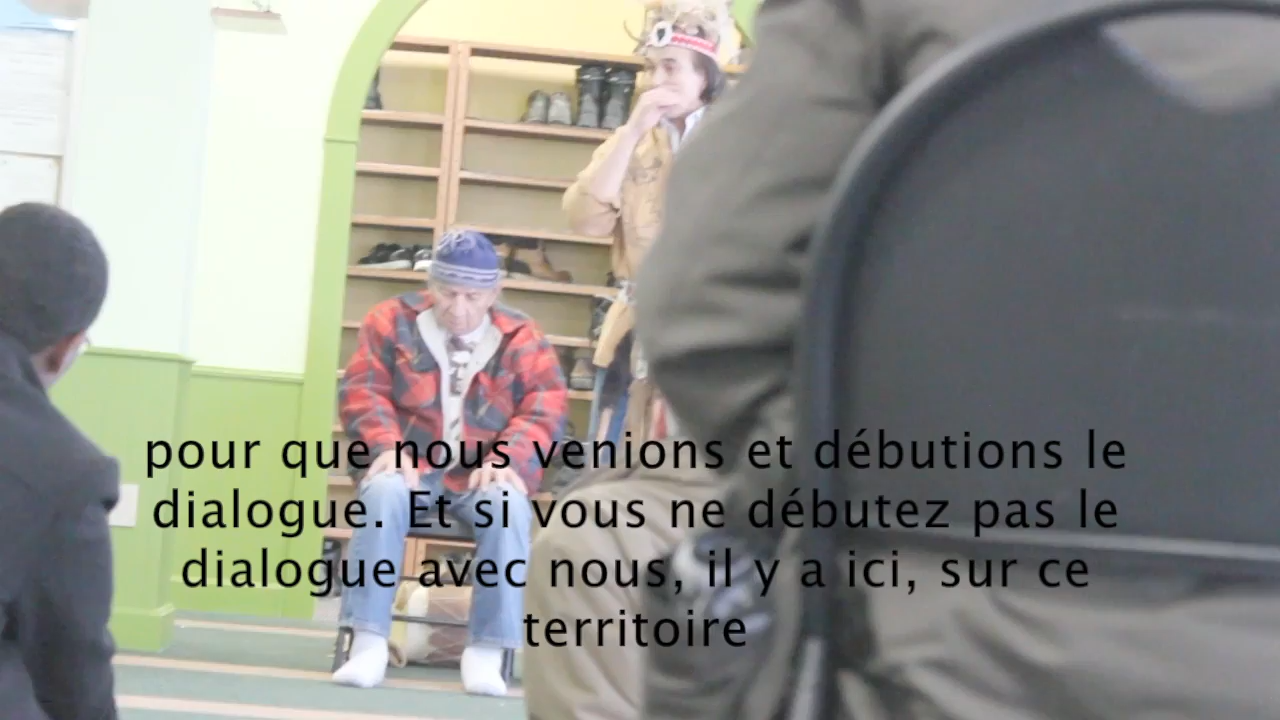 pour que nous venions et débutions le
dialogue. Et si vous ne débutez pas le
dialogue avec nous, il y a ici, sur ce
territoire